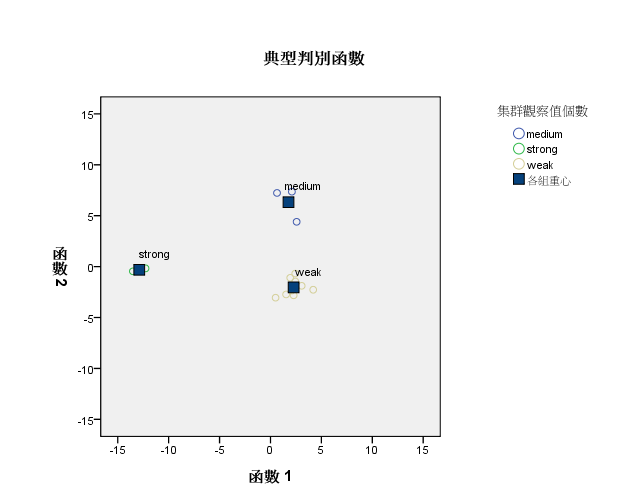 典型判別函數
集群觀察值個數
medium
strong
weak
各組重心
15
10
5
0
-5
-10
-15
函數 2
medium
strong
weak
-15
-10
-5
0
5
10
15
函數 1